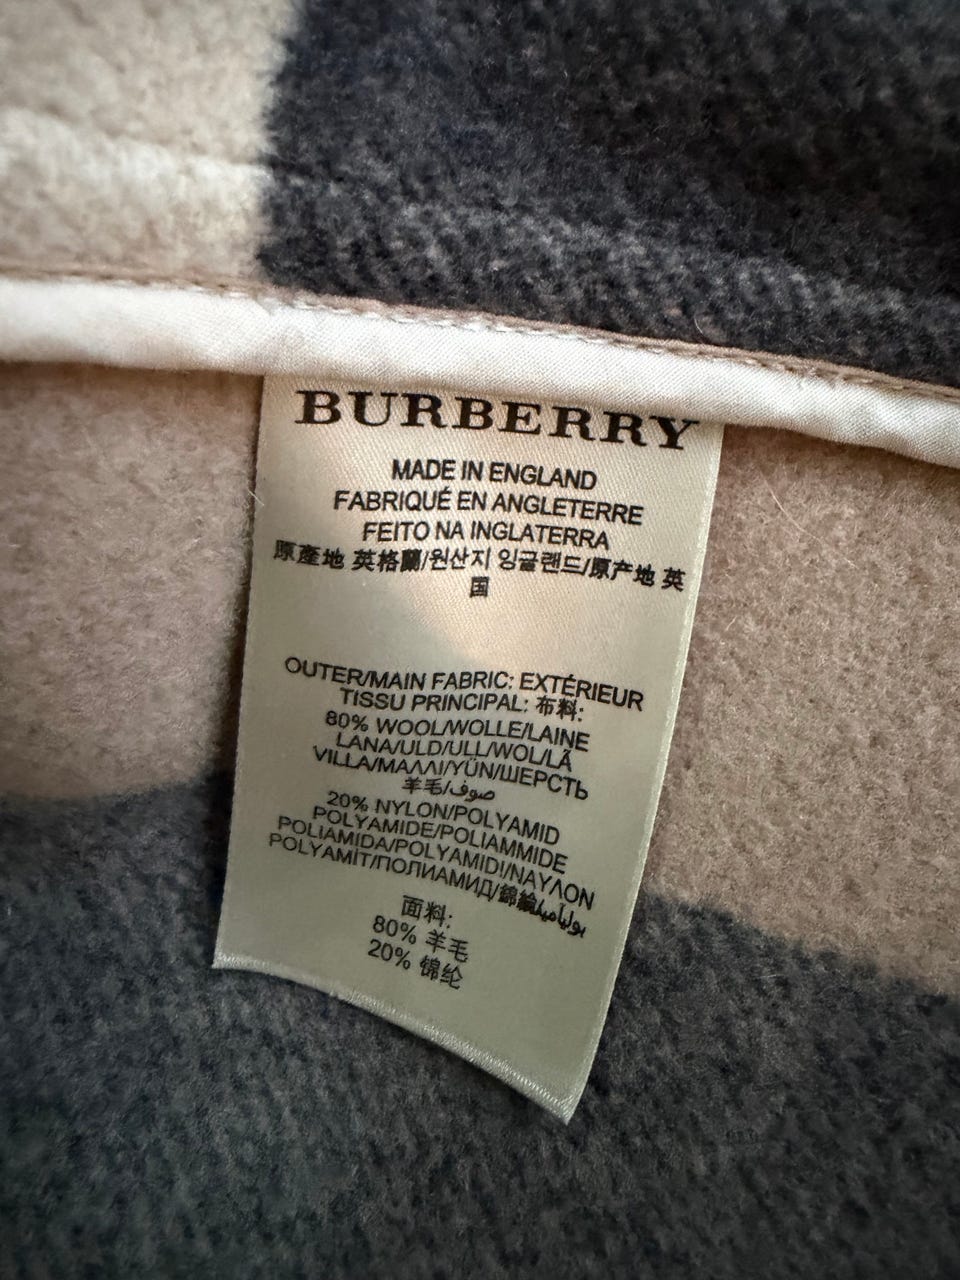 BURBERRY
MADE IN ENGLAND
FABRIQUÉ EN ANGLETERRE
FEITO NA INGLATERRA
原產地 英格蘭/원산지 잉글랜드/原产地 英
国
OUTER/MAIN FABRIC: EXTÉRIEUR
TISSU PRINCIPAL: 布料:
80% WOOL/WOLLE/LAINE
LANA/ULD/ULL/WOL/LÃ
VILLA/ΜΑΛΛΙ/YÜN/ШЕРСТЬ
羊毛/صوف
20% NYLON/POLYAMID
POLYAMIDE/POLIAMMIDE
POLIAMIDA/POLYAMIDI/ΝΑΥΛΟΝ
POLYAMİT/ПОЛИАМИД/錦綸/بوليأميد
面料:
80% 羊毛
20% 锦纶